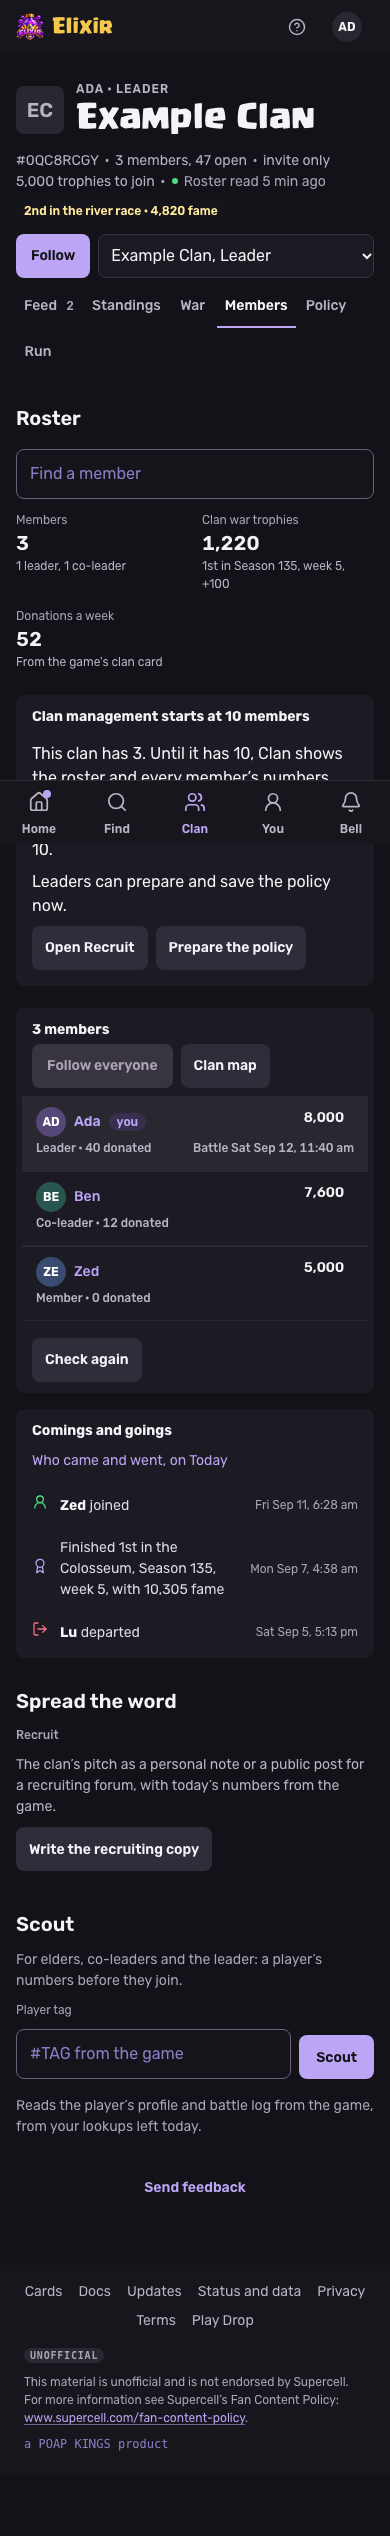 Elixir
AD
ADA • LEADER
EC
Example Clan
#0QC8RCGY • 3 members, 47 open • invite only
5,000 trophies to join • Roster read 5 min ago
2nd in the river race • 4,820 fame
Follow
Example Clan, Leader
Feed 2 Standings War Members Policy
Run
Roster
Find a member
Members
3
1 leader, 1 co-leader
Clan war trophies
1,220
1st in Season 135, week 5,
+100
Donations a week
52
From the game's clan card
Clan management starts at 10 members
This clan has 3. Until it has 10, Clan shows
the roster and every member's numbers
Home Find Clan You Bell
10.
Leaders can prepare and save the policy
now.
Open Recruit Prepare the policy
3 members
Follow everyone Clan map
AD Ada you 8,000
Leader • 40 donated Battle Sat Sep 12, 11:40 am
BE Ben 7,600
Co-leader • 12 donated
ZE Zed 5,000
Member • 0 donated
Check again
Comings and goings
Who came and went, on Today
Zed joined Fri Sep 11, 6:28 am
Finished 1st in the
Colosseum, Season 135,
week 5, with 10,305 fame
Mon Sep 7, 4:38 am
Lu departed Sat Sep 5, 5:13 pm
Spread the word
Recruit
The clan's pitch as a personal note or a public post for
a recruiting forum, with today's numbers from the
game.
Write the recruiting copy
Scout
For elders, co-leaders and the leader: a player's
numbers before they join.
Player tag
#TAG from the game
Scout
Reads the player's profile and battle log from the game,
from your lookups left today.
Send feedback
Cards Docs Updates Status and data Privacy
Terms Play Drop
UNOFFICIAL
This material is unofficial and is not endorsed by Supercell.
For more information see Supercell's Fan Content Policy:
www.supercell.com/fan-content-policy.
a POAP KINGS product